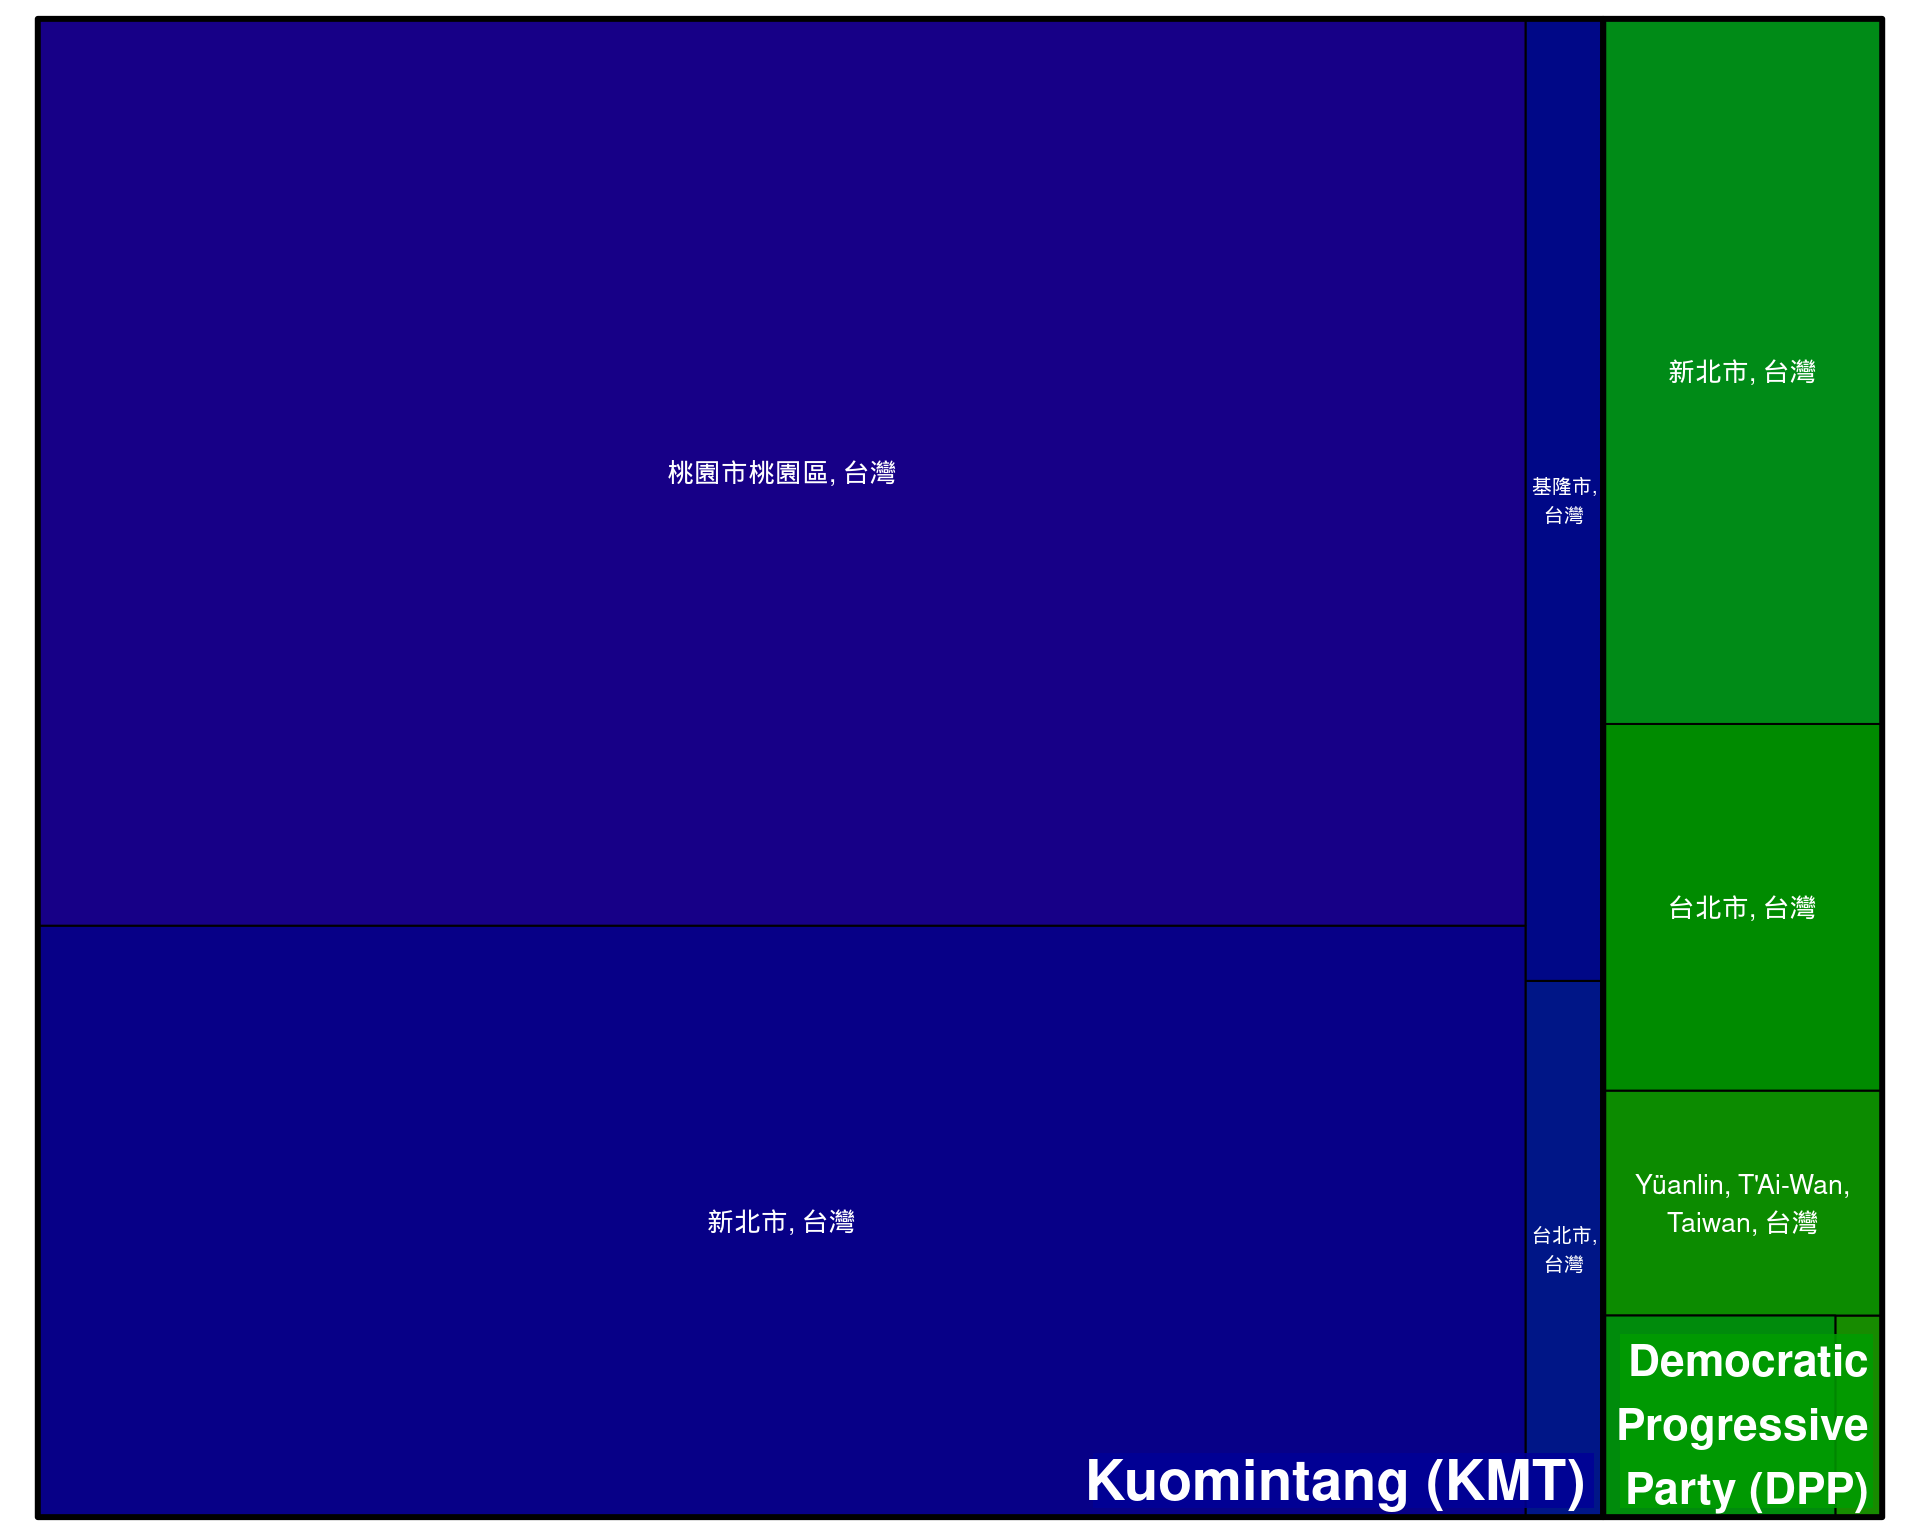 桃園市桃園區, 台灣
新北市, 台灣
基隆市,
台灣
台北市,
台灣
Kuomintang (KMT)
新北市, 台灣
台北市, 台灣
Yüanlin, T'Ai-Wan,
Taiwan, 台灣
Democratic
Progressive
Party (DPP)